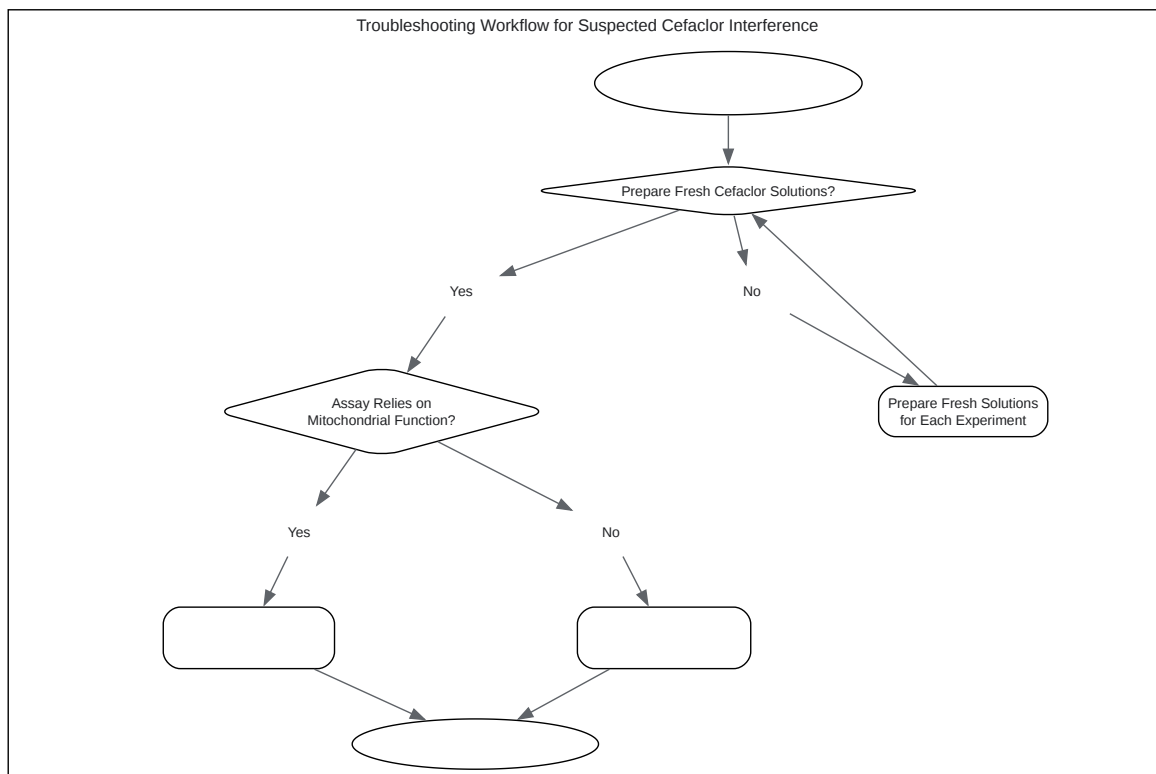 Troubleshooting Workflow for Suspected Cefaclor Interference
Prepare Fresh Cefaclor Solutions?
Yes
No
Assay Relies on
Mitochondrial Function?
Prepare Fresh Solutions
for Each Experiment
Yes
No